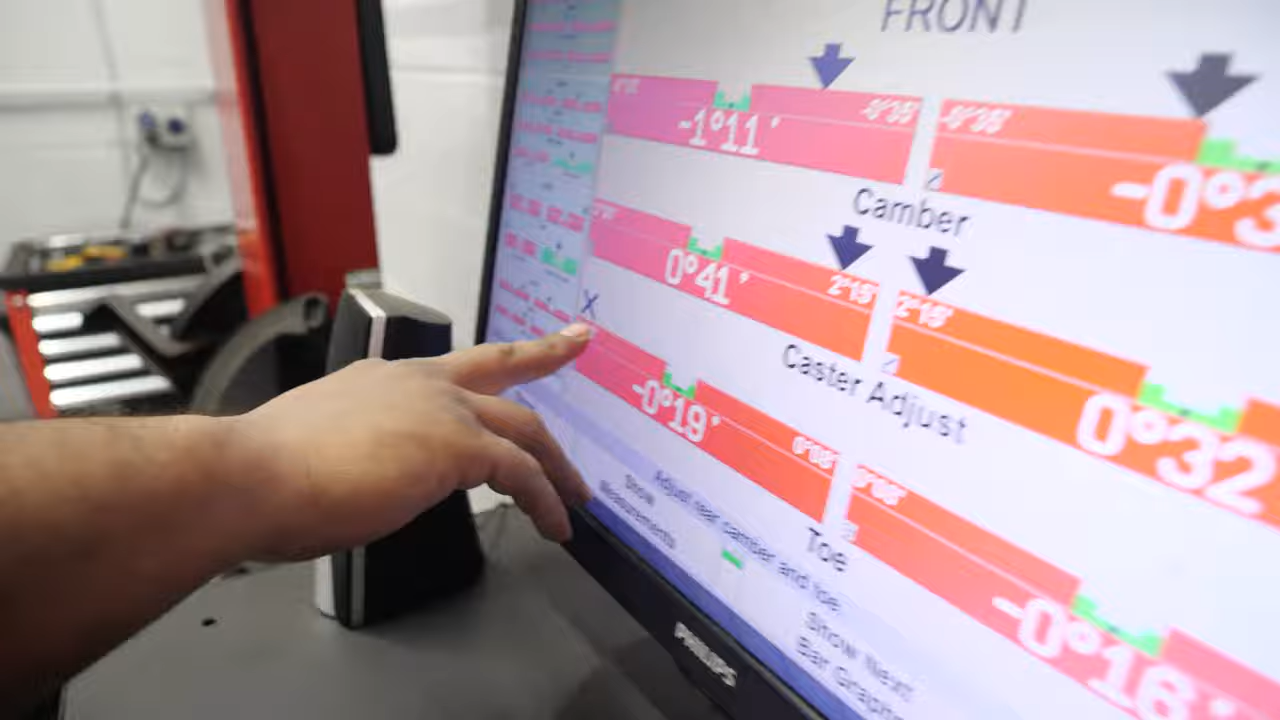 FRONT
-0°35' -0°35'
-1°11' -0°3
Camber
2°15' 2°15'
0°41' 0°32
Caster Adjust
X
-0°19'
0°08' 0°08'
Toe
-0°16'
Adjust rear camber and toe
Show
Measurements
Show Next
Bar Graphs
PHILIPS